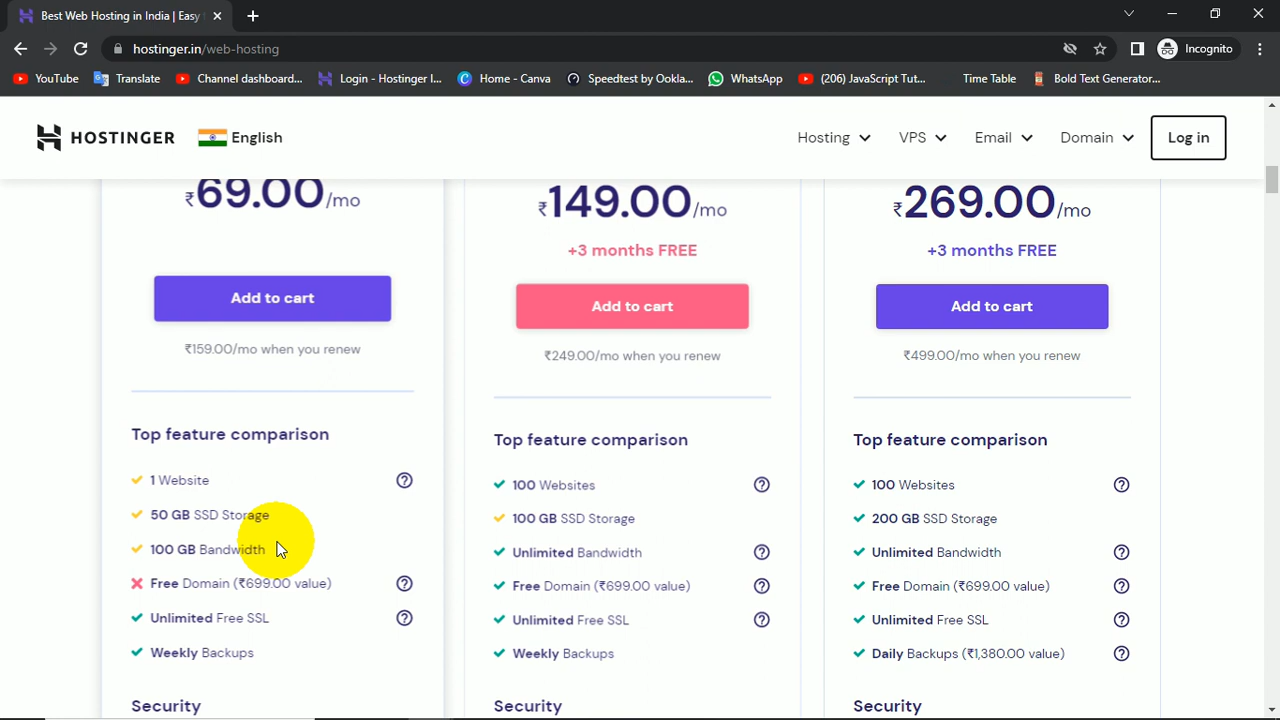 Best Web Hosting in India | Easy t
hostinger.in/web-hosting
Incognito
YouTube
Translate
Channel dashboard...
Login - Hostinger I...
Home - Canva
Speedtest by Ookla...
WhatsApp
(206) JavaScript Tut...
Time Table
Bold Text Generator...
HOSTINGER
English
Hosting
VPS
Email
Domain
Log in
₹69.00/mo
Add to cart
₹159.00/mo when you renew
Top feature comparison
1 Website
50 GB SSD Storage
100 GB Bandwidth
Free Domain (₹699.00 value)
Unlimited Free SSL
Weekly Backups
Security
₹149.00/mo
+3 months FREE
Add to cart
₹249.00/mo when you renew
Top feature comparison
100 Websites
100 GB SSD Storage
Unlimited Bandwidth
Free Domain (₹699.00 value)
Unlimited Free SSL
Weekly Backups
Security
₹269.00/mo
+3 months FREE
Add to cart
₹499.00/mo when you renew
Top feature comparison
100 Websites
200 GB SSD Storage
Unlimited Bandwidth
Free Domain (₹699.00 value)
Unlimited Free SSL
Daily Backups (₹1,380.00 value)
Security